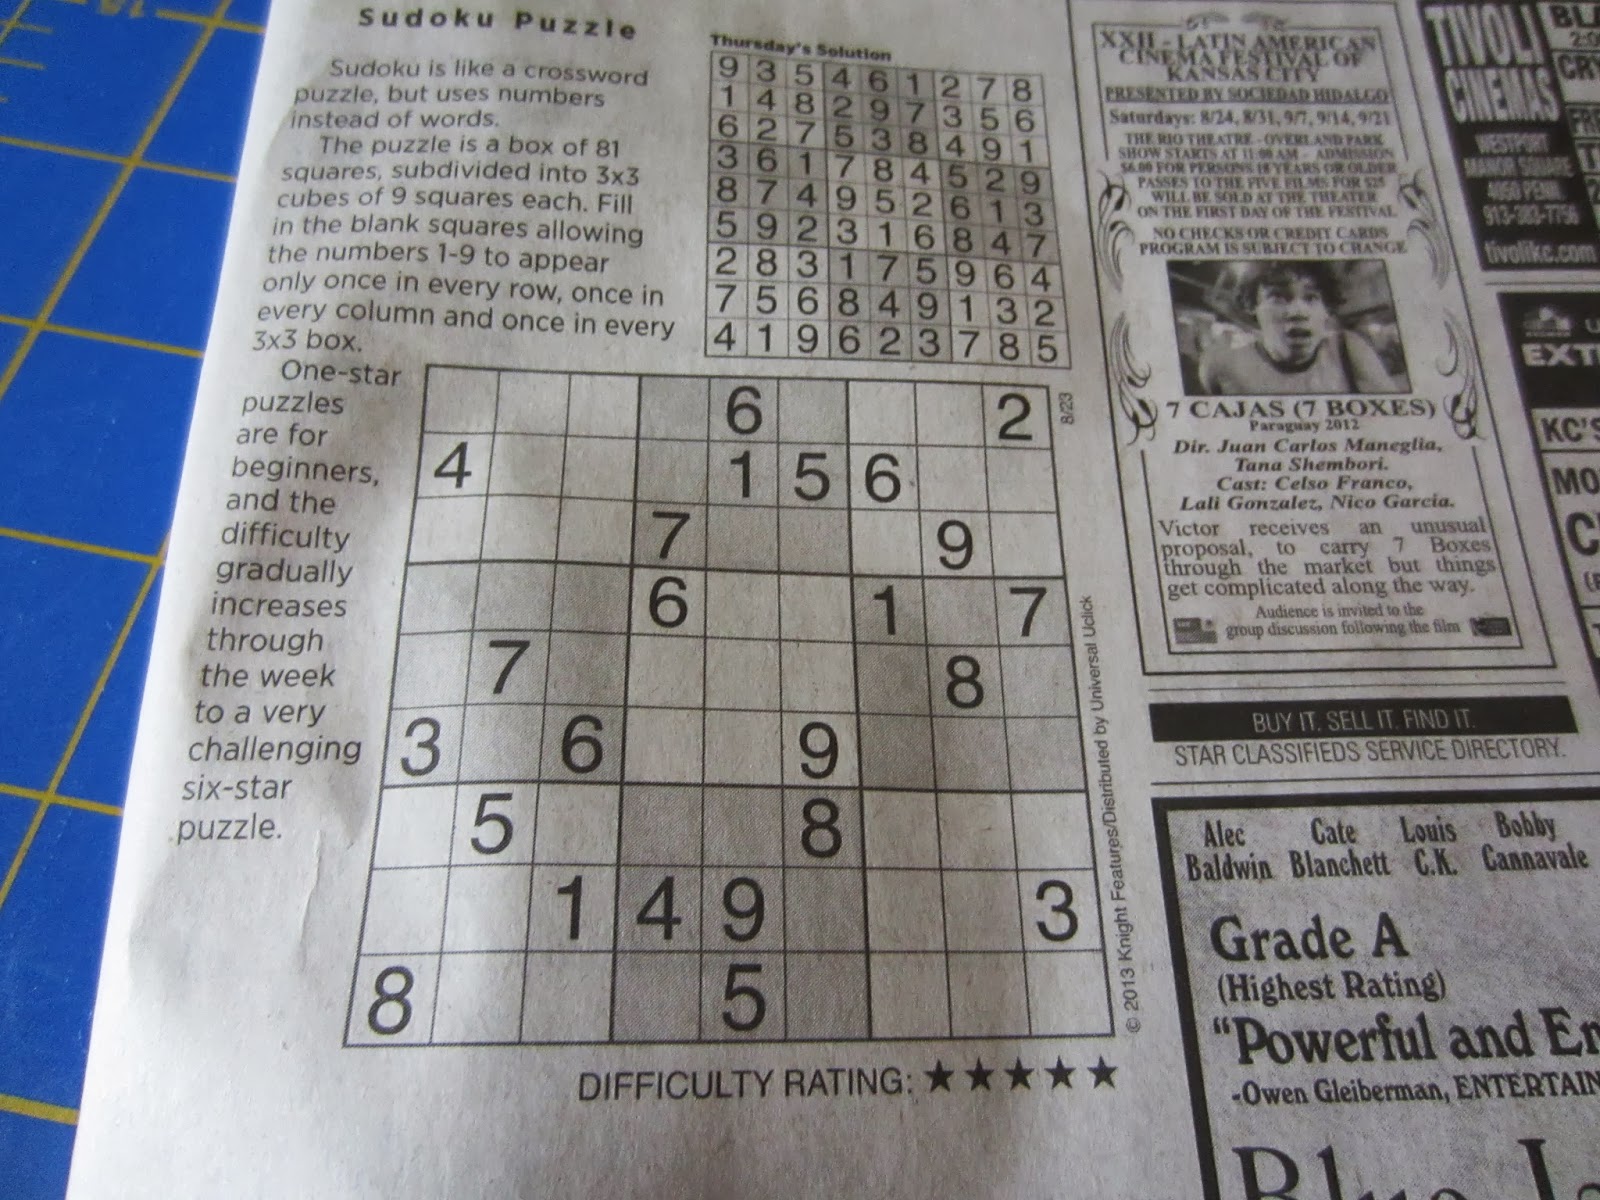 Sudoku Puzzle
Sudoku is like a crossword
puzzle, but uses numbers
instead of words.
The puzzle is a box of 81
squares, subdivided into 3x3
cubes of 9 squares each. Fill
in the blank squares allowing
the numbers 1-9 to appear
only once in every row, once in
every column and once in every
3x3 box.
One-star
puzzles
are for
beginners,
and the
difficulty
gradually
increases
through
the week
to a very
challenging
six-star
puzzle.
Thursday's Solution
9 3 5 4 6 1 2 7 8
1 4 8 2 9 7 3 5 6
6 2 7 5 3 8 4 9 1
3 6 1 7 8 4 5 2 9
8 7 4 9 5 2 6 1 3
5 9 2 3 1 6 8 4 7
2 8 3 1 7 5 9 6 4
7 5 6 8 4 9 1 3 2
4 1 9 6 2 3 7 8 5
6 2
4 1 5 6
7 9
6 1 7
7 8
3 6 9
5 8
1 4 9 3
8 5
8/23
© 2013 Knight Features/Distributed by Universal Uclick
DIFFICULTY RATING: ★★★★★
XXII - LATIN AMERICAN
CINEMA FESTIVAL OF
KANSAS CITY
PRESENTED BY SOCIEDAD HIDALGO
Saturdays: 8/24, 8/31, 9/7, 9/14, 9/21
THE RIO THEATRE - OVERLAND PARK
SHOW STARTS AT 11:00 AM - ADMISSION
$6.00 FOR PERSONS 18 YEARS OR OLDER
PASSES TO THE FIVE FILMS FOR $25
WILL BE SOLD AT THE THEATER
ON THE FIRST DAY OF THE FESTIVAL
NO CHECKS OR CREDIT CARDS
PROGRAM IS SUBJECT TO CHANGE
7 CAJAS (7 BOXES)
Paraguay 2012
Dir. Juan Carlos Maneglia,
Tana Shembori.
Cast: Celso Franco,
Lali Gonzalez, Nico Garcia.
Victor receives an unusual
proposal, to carry 7 Boxes
through the market but things
get complicated along the way.
Audience is invited to the
group discussion following the film
BUY IT. SELL IT. FIND IT.
STAR CLASSIFIEDS SERVICE DIRECTORY.
Alec Cate Louis Bobby
Baldwin Blanchett C.K. Cannavale
Grade A
(Highest Rating)
"Powerful and En
-Owen Gleiberman, ENTERTAIN
TIVOLI
CINEMAS
WESTPORT
MANOR SQUARE
4050 PENN
913-383-7756
tivolikc.com
EXT
KC'S
MO